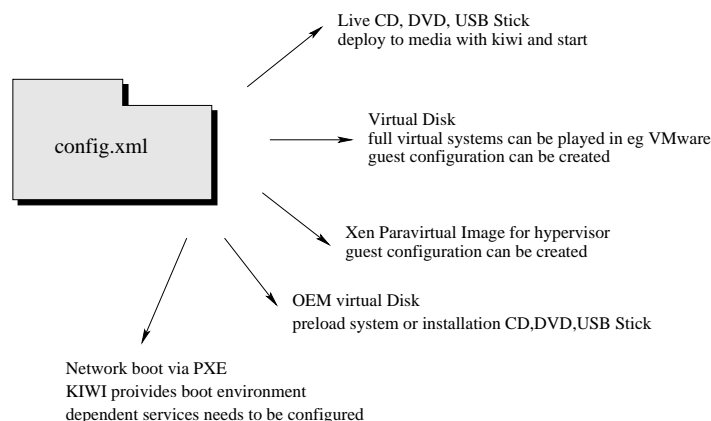 Live CD, DVD, USB Stick
deploy to media with kiwi and start
config.xml
Virtual Disk
full virtual systems can be played in eg VMware
guest configuration can be created
Xen Paravirtual Image for hypervisor
guest configuration can be created
OEM virtual Disk
preload system or installation CD,DVD,USB Stick
Network boot via PXE
KIWI proivides boot environment
dependent services needs to be configured